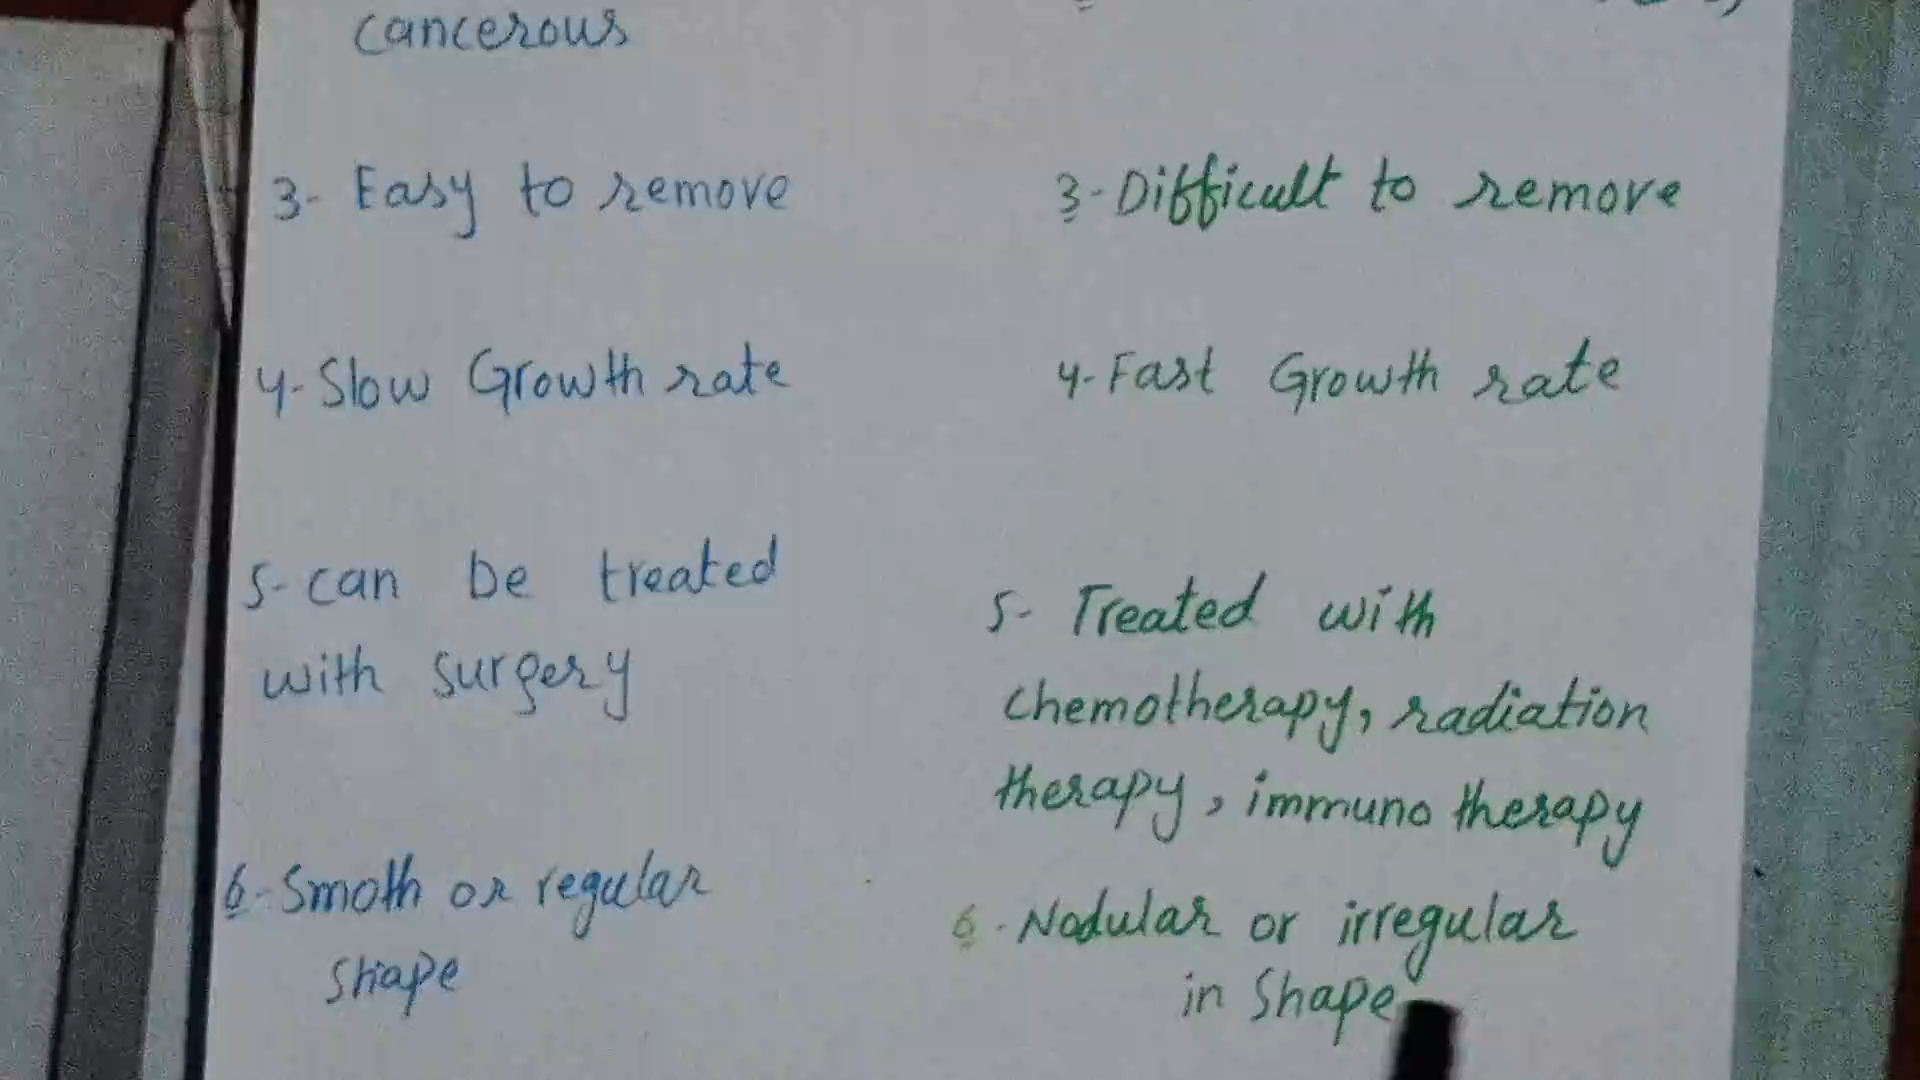 cancerous
3- Easy to remove
4- Slow Growth rate
5- can be treated
with surgery
6- Smoth or regular
shape
3- Difficult to remove
4- Fast Growth rate
5- Treated with
chemotherapy, radiation
therapy, immuno therapy
6- Nodular or irregular
in Shape